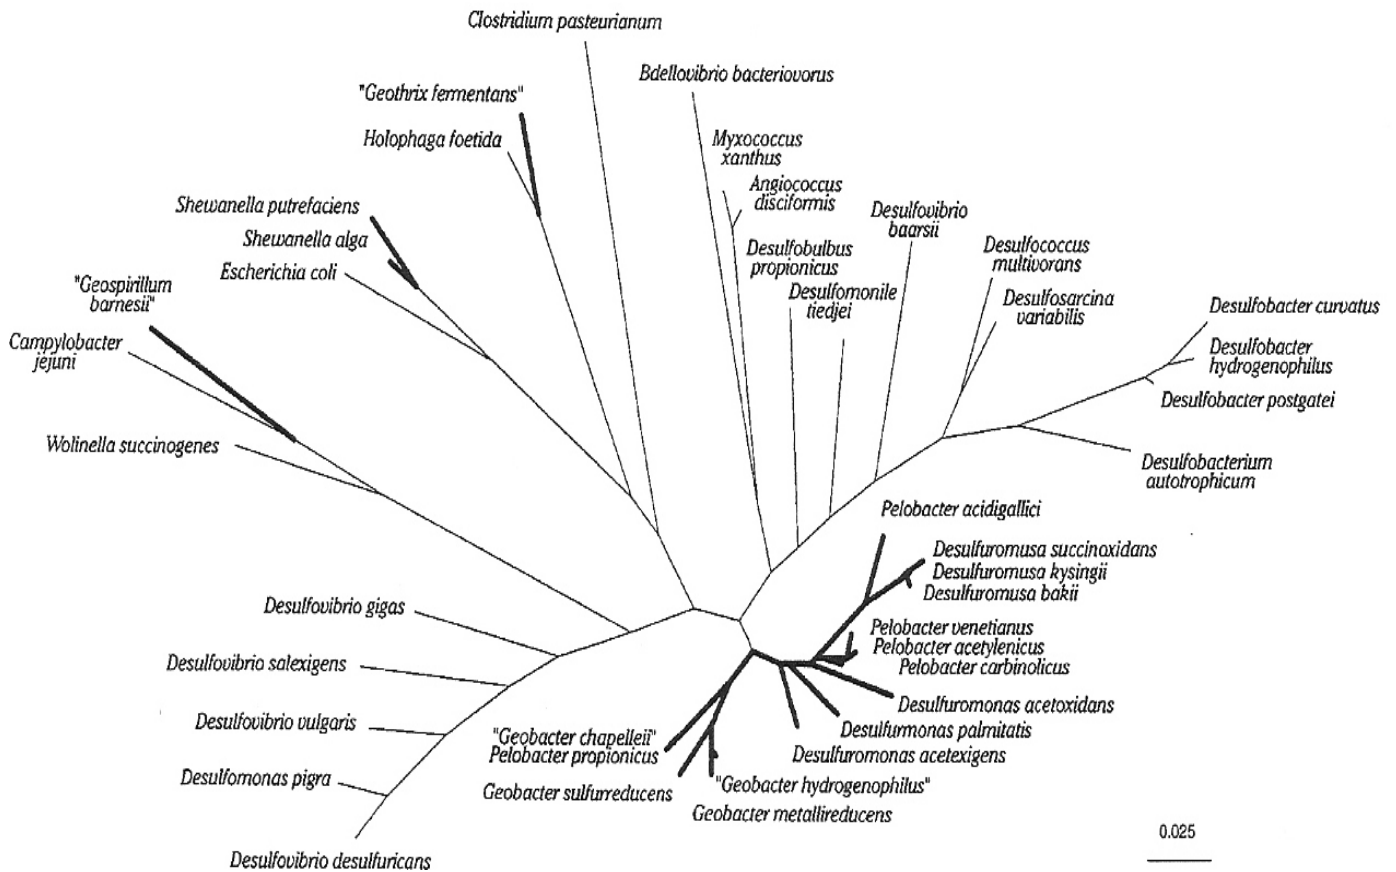 Clostridium pasteurianum
Bdellovibrio bacteriovorus
"Geothrix fermentans"
Holophaga foetida
Myxococcus
xanthus
Angiococcus
disciformis
Shewanella putrefaciens
Shewanella alga
Escherichia coli
Desulfovibrio
baarsii
Desulfobulbus
propionicus
Desulfomonile
tiedjei
Desulfococcus
multivorans
Desulfosarcina
variabilis
"Geospirillum
barnesii"
Campylobacter
jejuni
Wolinella succinogenes
Desulfobacter curvatus
Desulfobacter
hydrogenophilus
Desulfobacter postgatei
Desulfobacterium
autotrophicum
Pelobacter acidigallici
Desulfuromusa succinoxidans
Desulfuromusa kysingii
Desulfuromusa bakii
Pelobacter venetianus
Pelobacter acetylenicus
Pelobacter carbinolicus
Desulfuromonas acetoxidans
Desulfurmonas palmitatis
Desulfuromonas acetexigens
Desulfovibrio gigas
Desulfovibrio salexigens
Desulfovibrio vulgaris
Desulfomonas pigra
Desulfovibrio desulfuricans
"Geobacter chapelleii"
Pelobacter propionicus
Geobacter sulfurreducens
"Geobacter hydrogenophilus"
Geobacter metallireducens
0.025